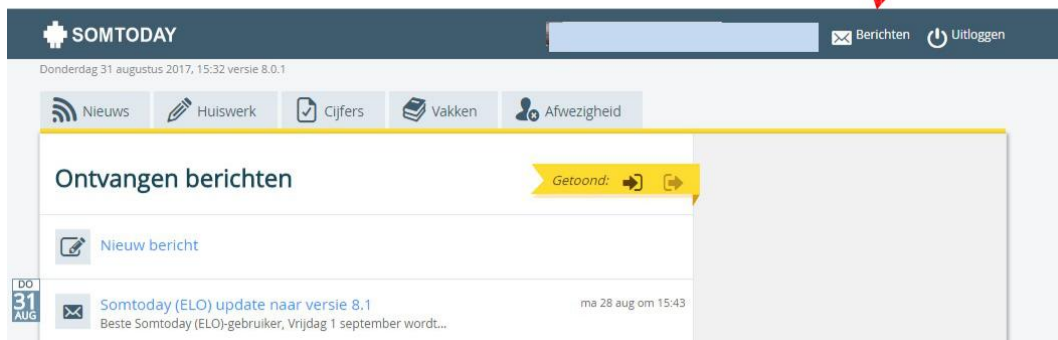 SOMTODAY
Berichten
Uitloggen
Donderdag 31 augustus 2017, 15:32 versie 8.0.1
Nieuws
Huiswerk
Cijfers
Vakken
Afwezigheid
Ontvangen berichten
Getoond:
Nieuw bericht
DO
31
AUG
Somtoday (ELO) update naar versie 8.1
ma 28 aug om 15:43
Beste Somtoday (ELO)-gebruiker, Vrijdag 1 september wordt...